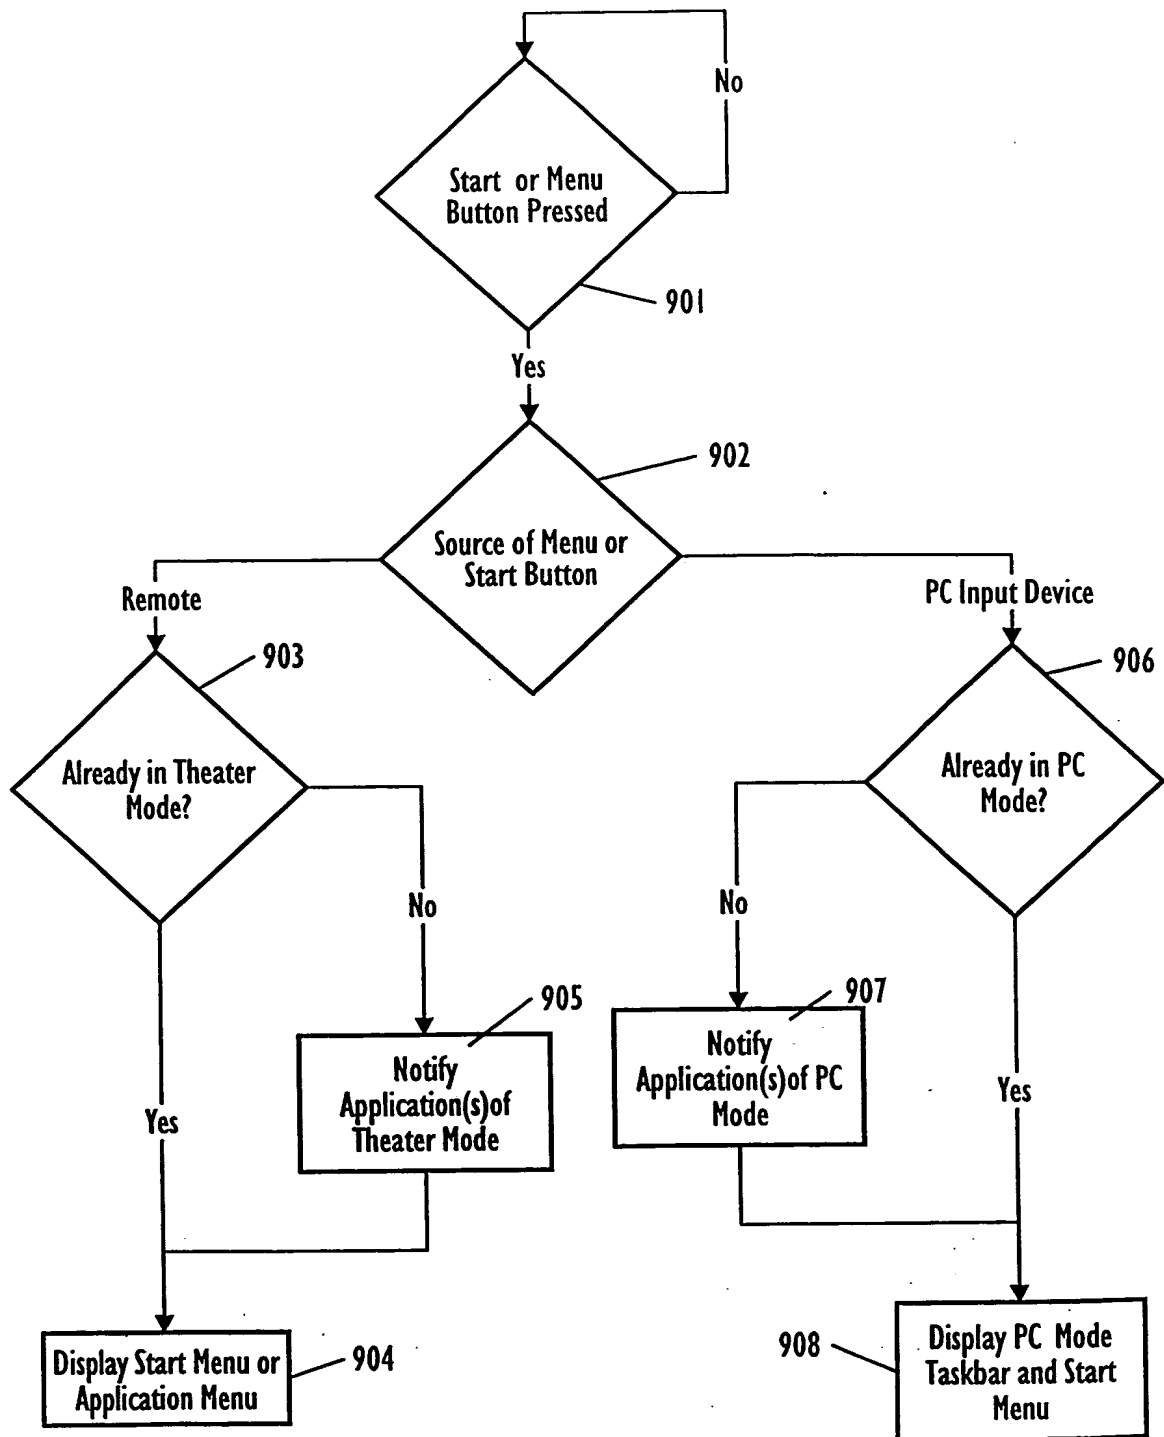 No
Start or Menu
Button Pressed
901
Yes
902
Source of Menu or
Start Button
Remote
PC Input Device
903
906
Already in Theater
Mode?
Already in PC
Mode?
No
No
905
907
Notify
Application(s)of
Theater Mode
Notify
Application(s)of PC
Mode
Yes
Yes
Display Start Menu or
Application Menu
904
908
Display PC Mode
Taskbar and Start
Menu